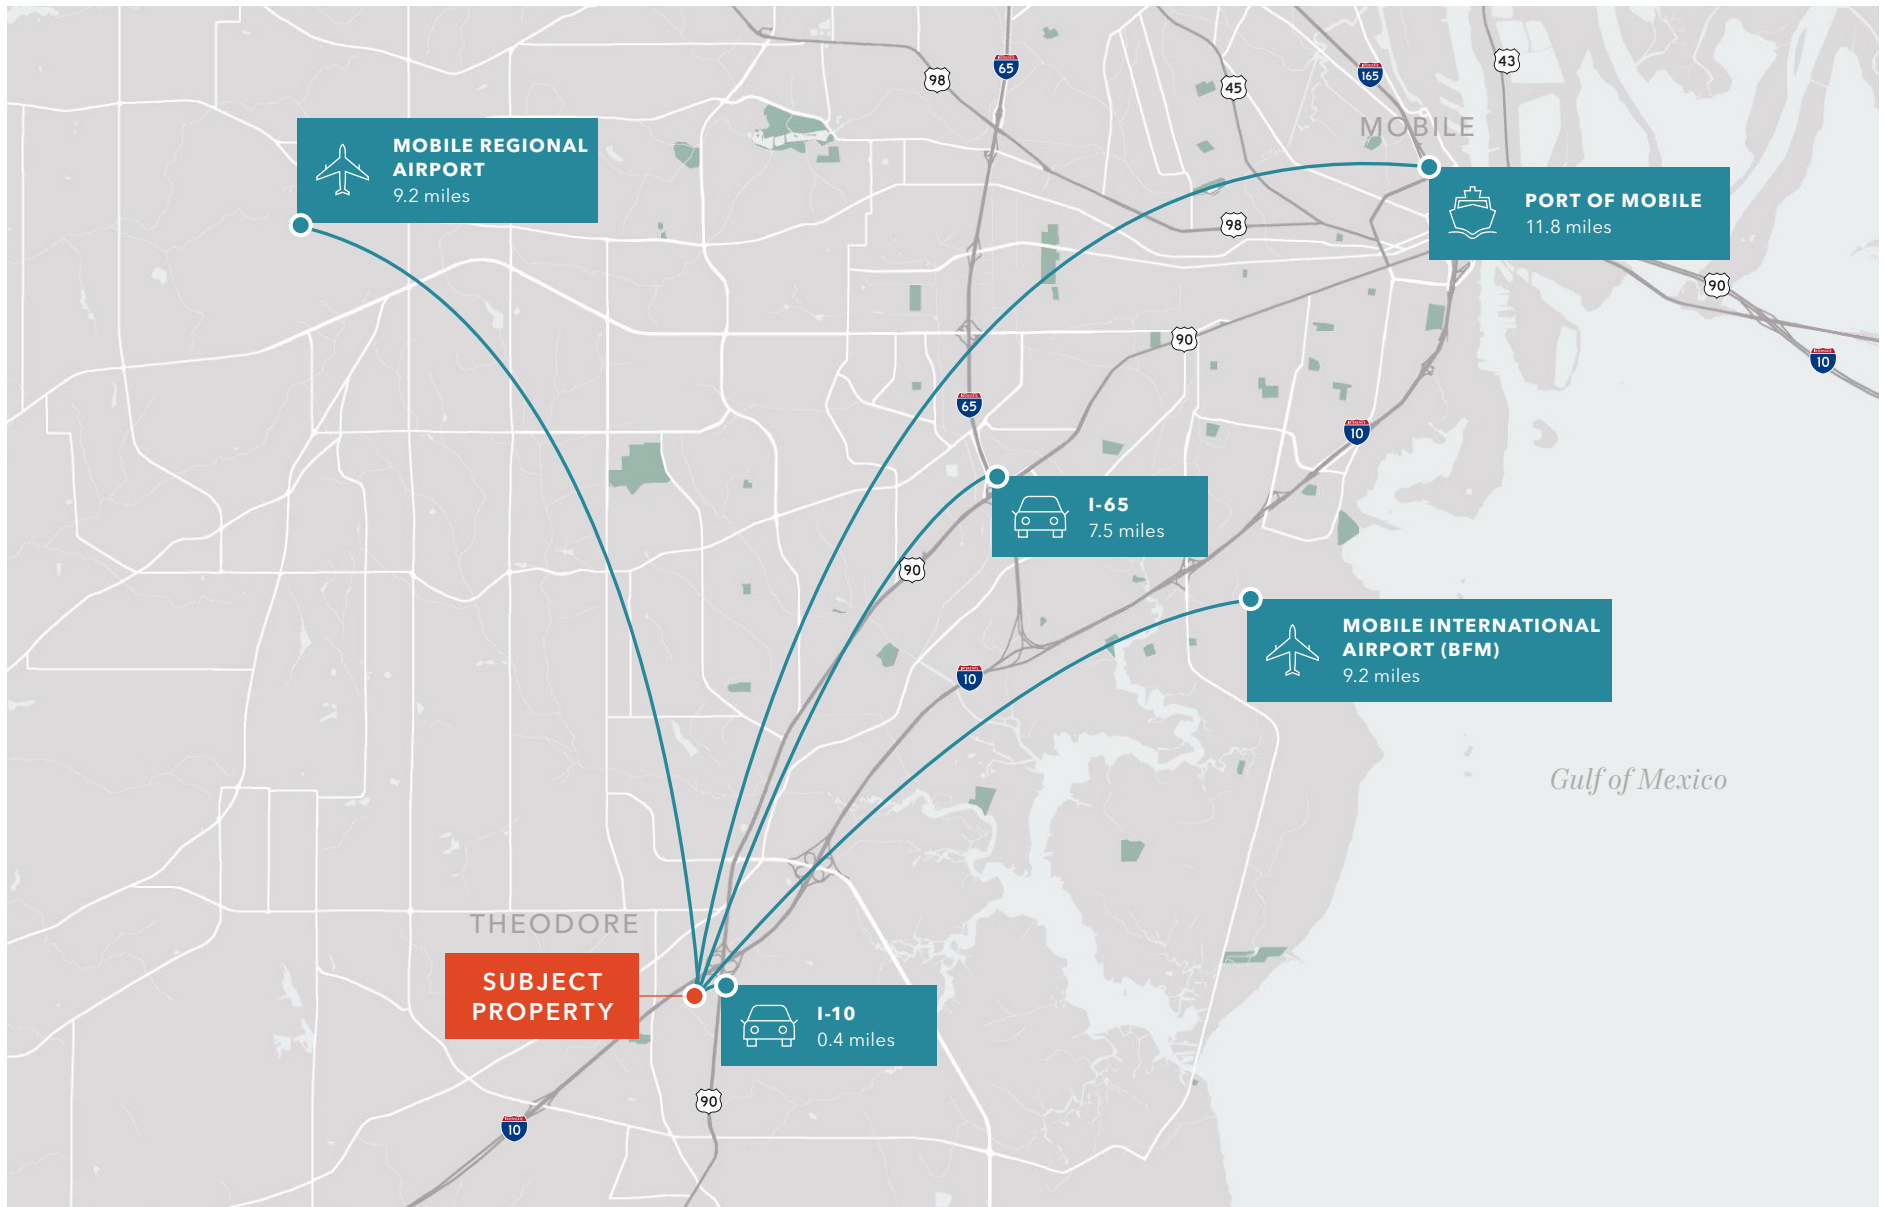 65
98
45
165
43
MOBILE
MOBILE REGIONAL
AIRPORT
9.2 miles
PORT OF MOBILE
11.8 miles
98
90
90
10
65
10
I-65
7.5 miles
90
MOBILE INTERNATIONAL
AIRPORT (BFM)
9.2 miles
10
Gulf of Mexico
THEODORE
SUBJECT
PROPERTY
I-10
0.4 miles
90
10